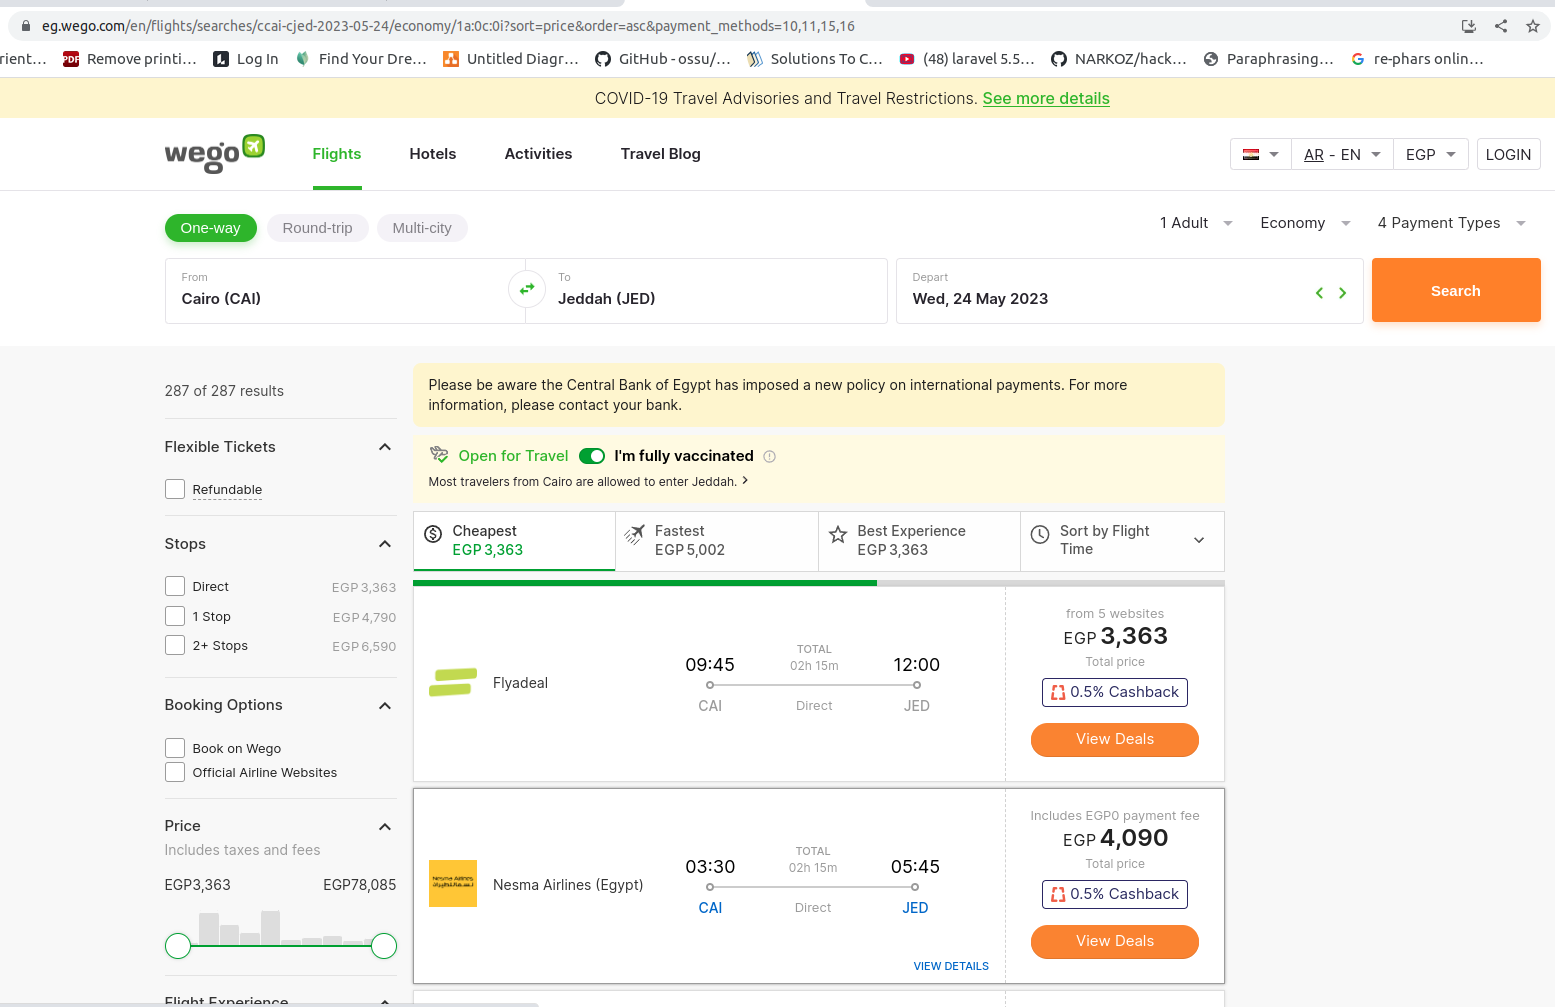 eg.wego.com/en/flights/searches/ccai-cjed-2023-05-24/economy/1a:0c:0i?sort=price&order=asc&payment_methods=10,11,15,16
rient... Remove printi... Log In Find Your Dre... Untitled Diagr... GitHub - ossu/... Solutions To C... (48) laravel 5.5... NARKOZ/hack... Paraphrasing... re-phars onlin...
COVID-19 Travel Advisories and Travel Restrictions. See more details
wego Flights Hotels Activities Travel Blog AR - EN EGP LOGIN
One-way Round-trip Multi-city 1 Adult Economy 4 Payment Types
From To Depart
Cairo (CAI) Jeddah (JED) Wed, 24 May 2023 Search
287 of 287 results
Flexible Tickets
Refundable
Stops
Direct EGP 3,363
1 Stop EGP 4,790
2+ Stops EGP 6,590
Booking Options
Book on Wego
Official Airline Websites
Price
Includes taxes and fees
EGP3,363 EGP78,085
Flight Experience
Please be aware the Central Bank of Egypt has imposed a new policy on international payments. For more
information, please contact your bank.
Open for Travel I'm fully vaccinated
Most travelers from Cairo are allowed to enter Jeddah.
Cheapest Fastest Best Experience Sort by Flight
EGP 3,363 EGP 5,002 EGP 3,363 Time
from 5 websites
EGP 3,363
TOTAL
09:45 02h 15m 12:00 Total price
Flyadeal 0.5% Cashback
CAI Direct JED
View Deals
Includes EGP0 payment fee
EGP 4,090
TOTAL
03:30 02h 15m 05:45 Total price
Nesma Airlines
Nesma Airlines (Egypt) 0.5% Cashback
CAI Direct JED
View Deals
VIEW DETAILS